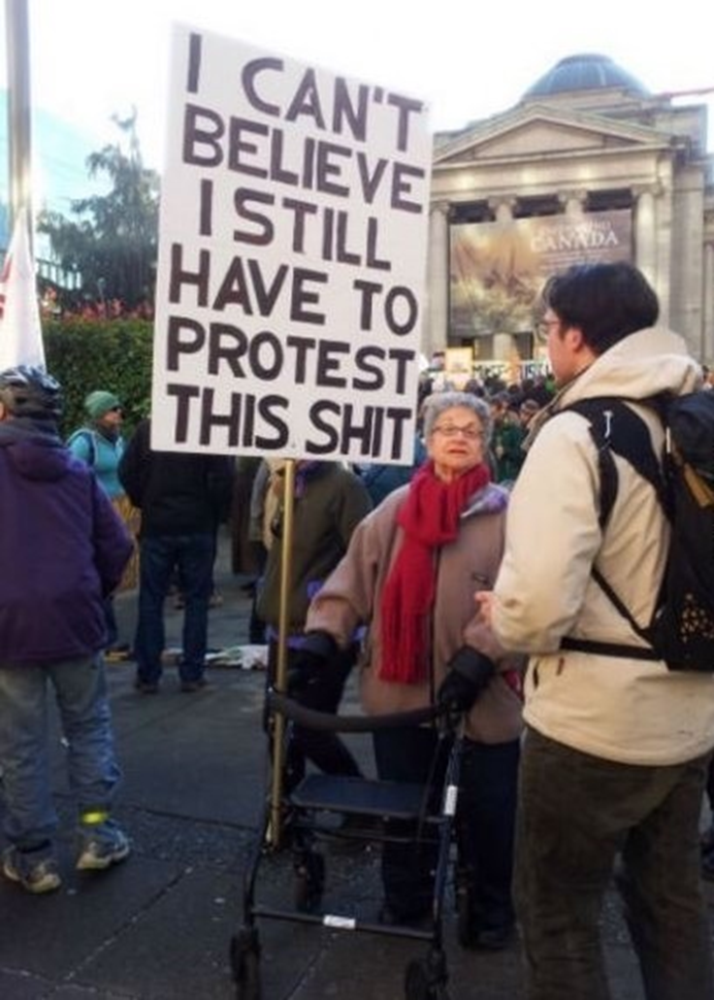 I CAN'T
BELIEVE
I STILL
HAVE TO
PROTEST
THIS SHIT
CANADA